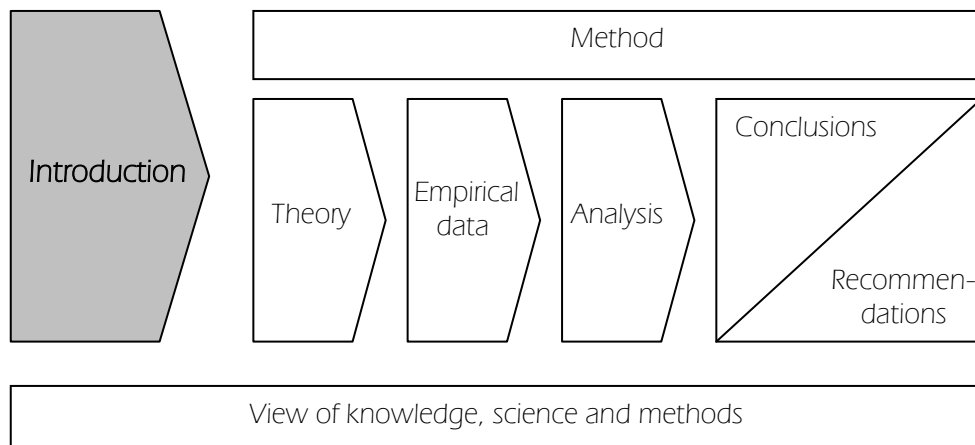 Method
Introduction
Theory
Empirical
data
Analysis
Conclusions
Recommen-
dations
View of knowledge, science and methods